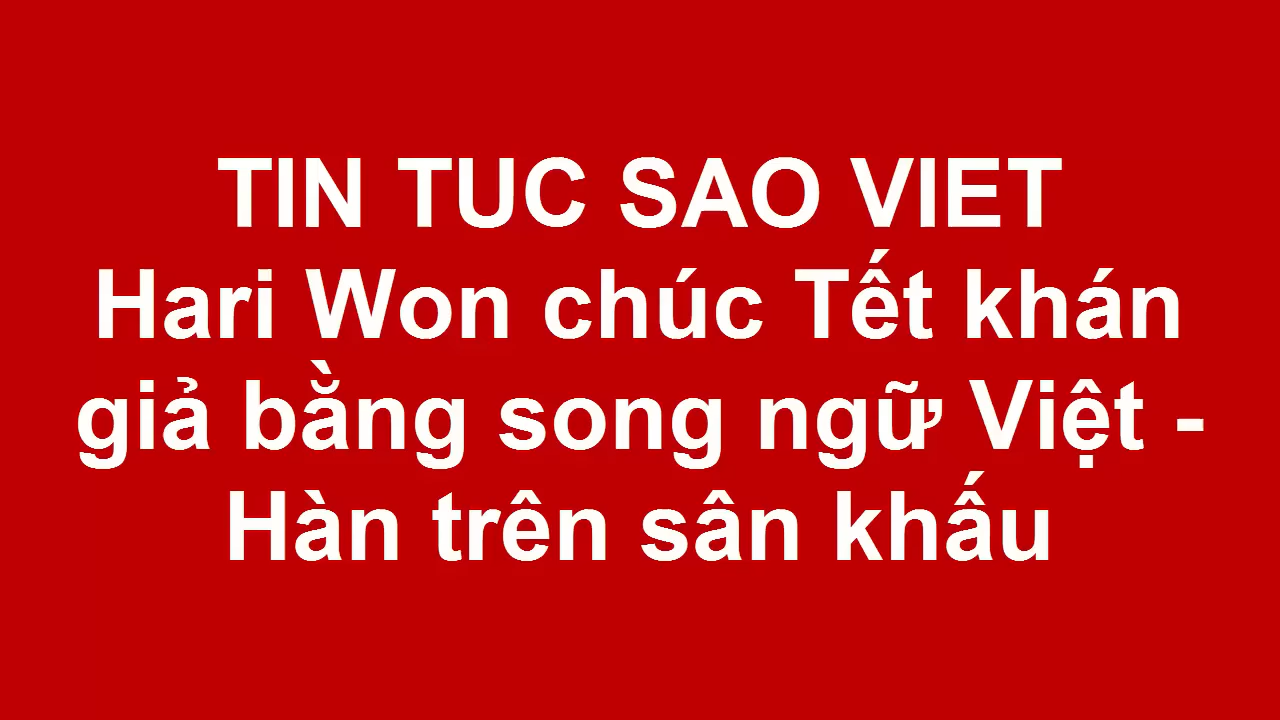 TIN TUC SAO VIET
Hari Won chúc Tết khán
giả bằng song ngữ Việt -
Hàn trên sân khấu